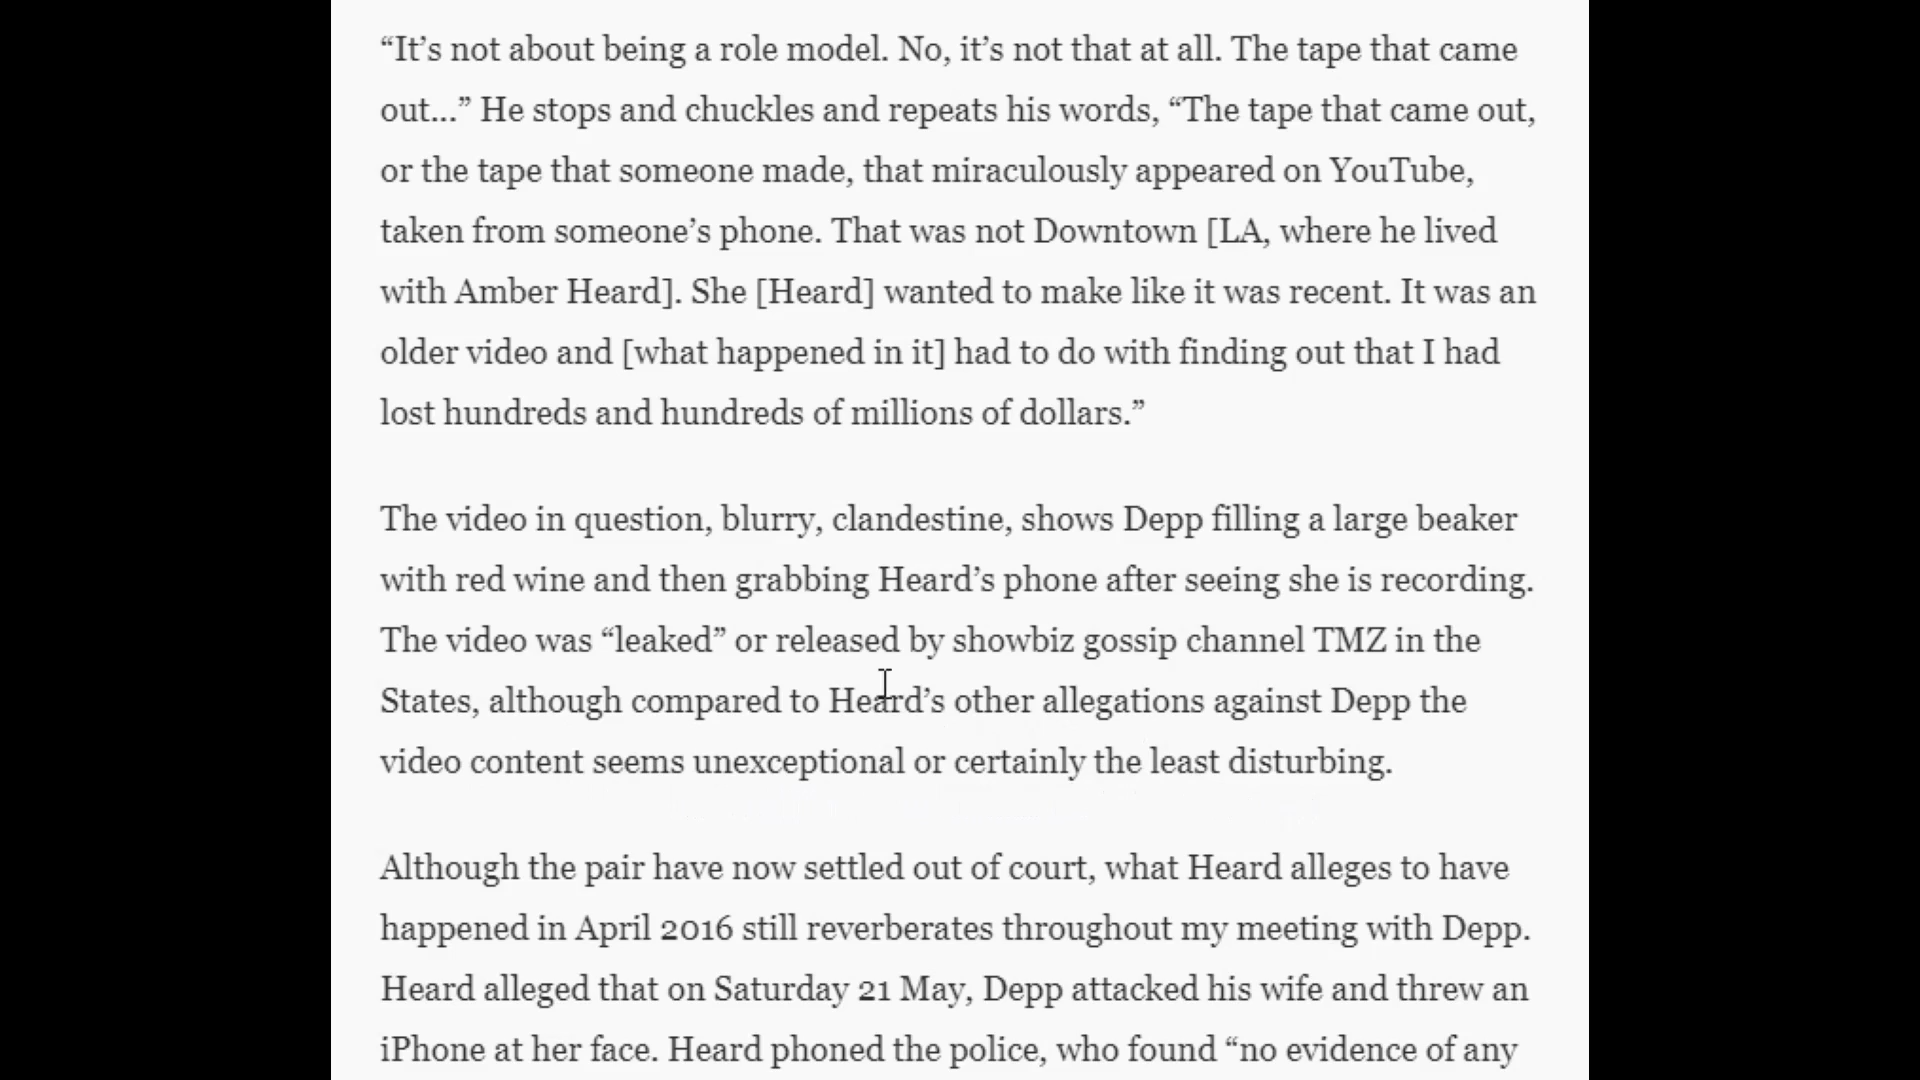 “It’s not about being a role model. No, it’s not that at all. The tape that came
out...” He stops and chuckles and repeats his words, “The tape that came out,
or the tape that someone made, that miraculously appeared on YouTube,
taken from someone’s phone. That was not Downtown [LA, where he lived
with Amber Heard]. She [Heard] wanted to make like it was recent. It was an
older video and [what happened in it] had to do with finding out that I had
lost hundreds and hundreds of millions of dollars.”
The video in question, blurry, clandestine, shows Depp filling a large beaker
with red wine and then grabbing Heard’s phone after seeing she is recording.
The video was “leaked” or released by showbiz gossip channel TMZ in the
States, although compared to Heard’s other allegations against Depp the
video content seems unexceptional or certainly the least disturbing.
Although the pair have now settled out of court, what Heard alleges to have
happened in April 2016 still reverberates throughout my meeting with Depp.
Heard alleged that on Saturday 21 May, Depp attacked his wife and threw an
iPhone at her face. Heard phoned the police, who found “no evidence of any